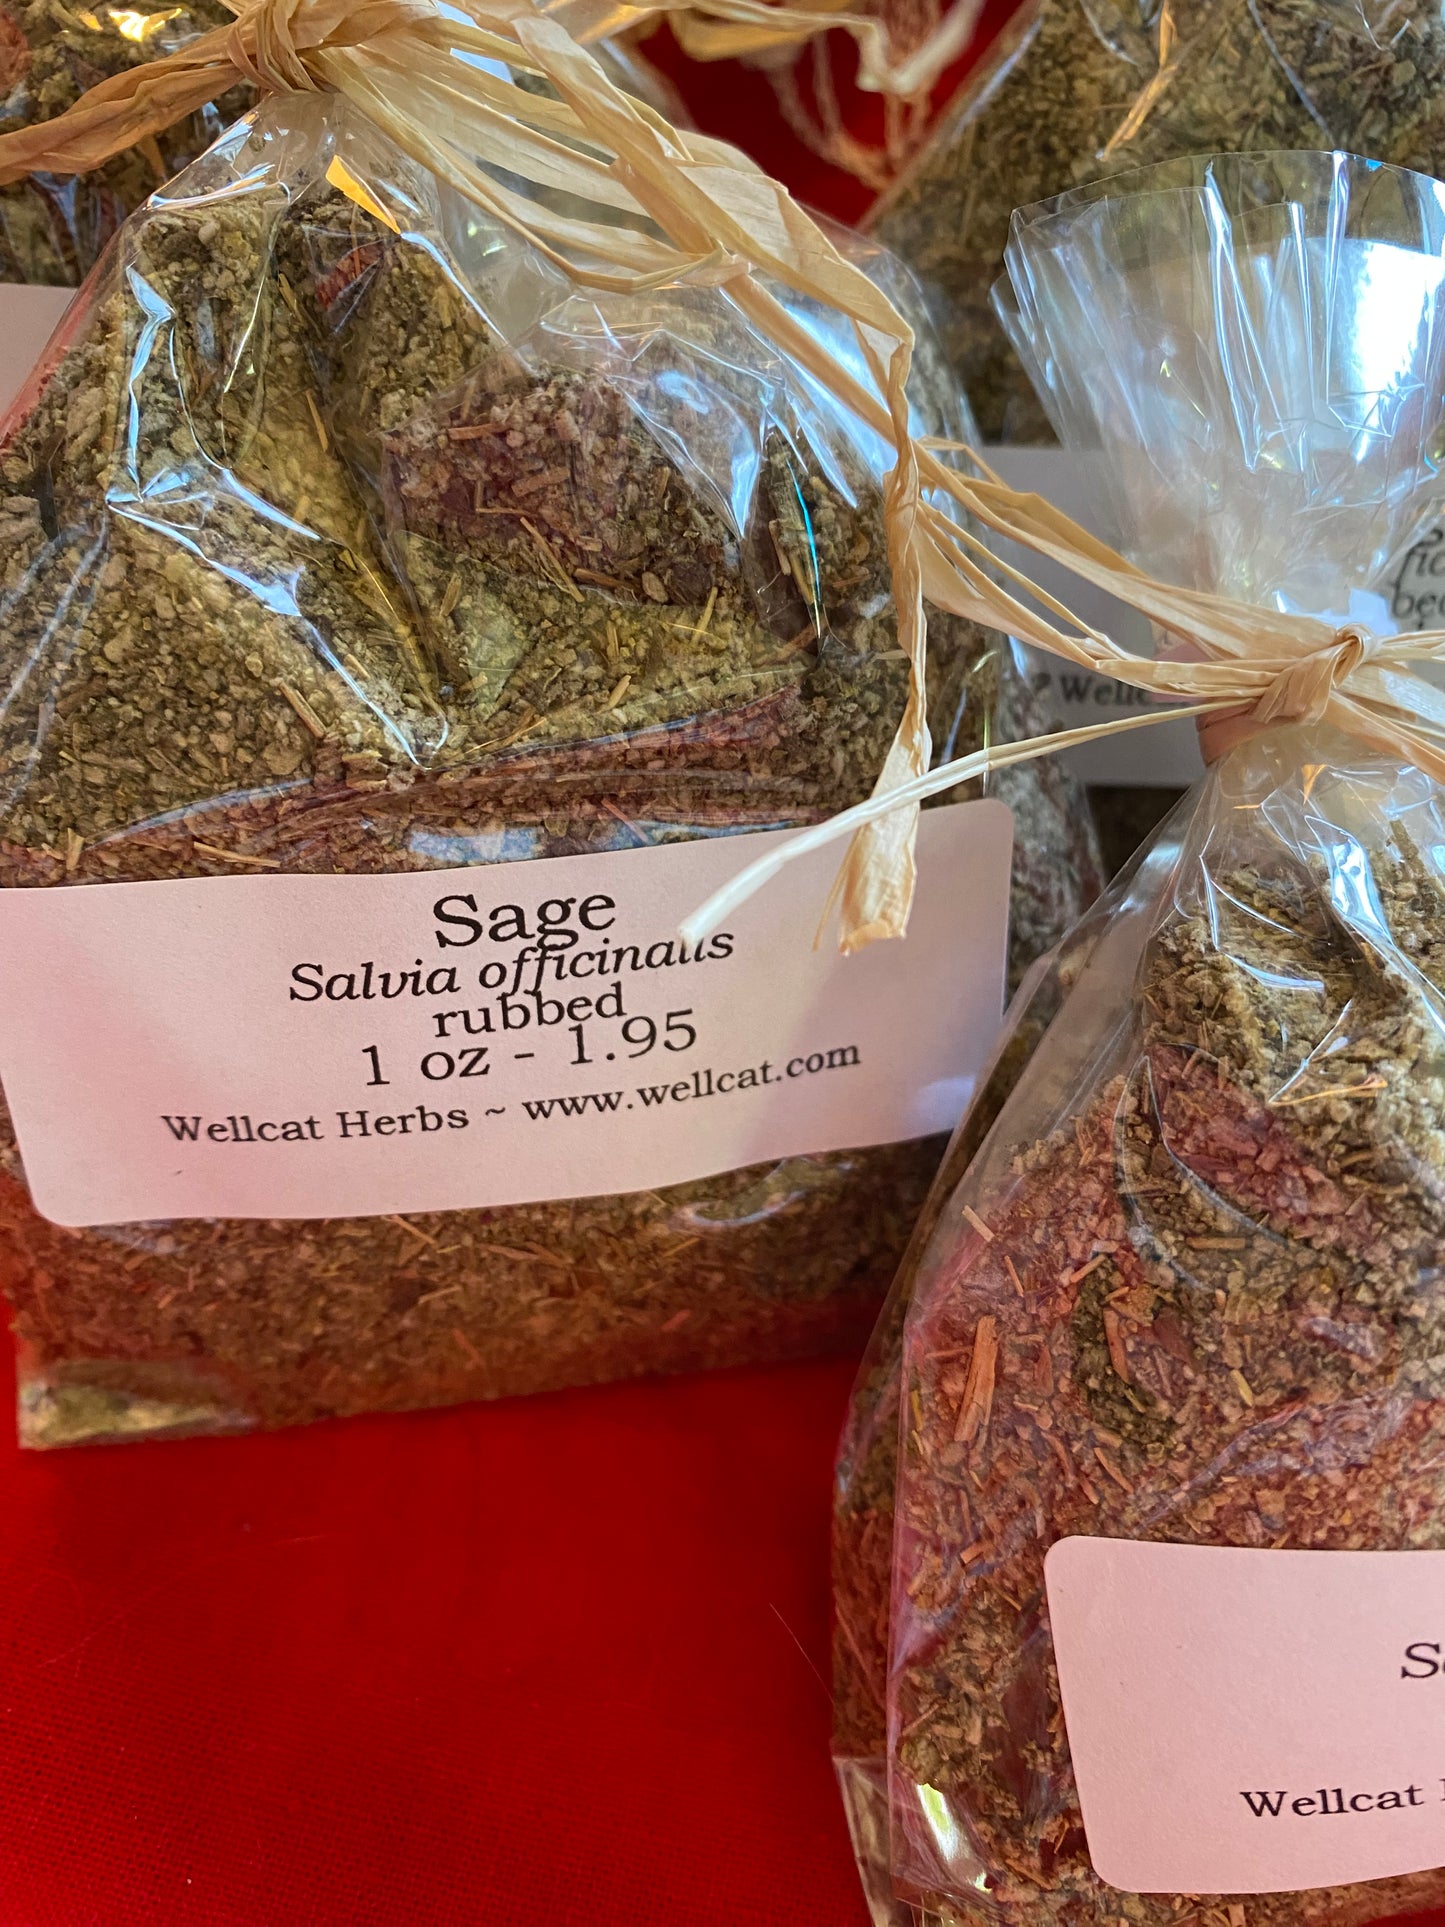 Sage
Salvia officinalis
rubbed
1 oz - 1.95
Wellcat Herbs ~ www.wellcat.com
Wellcat